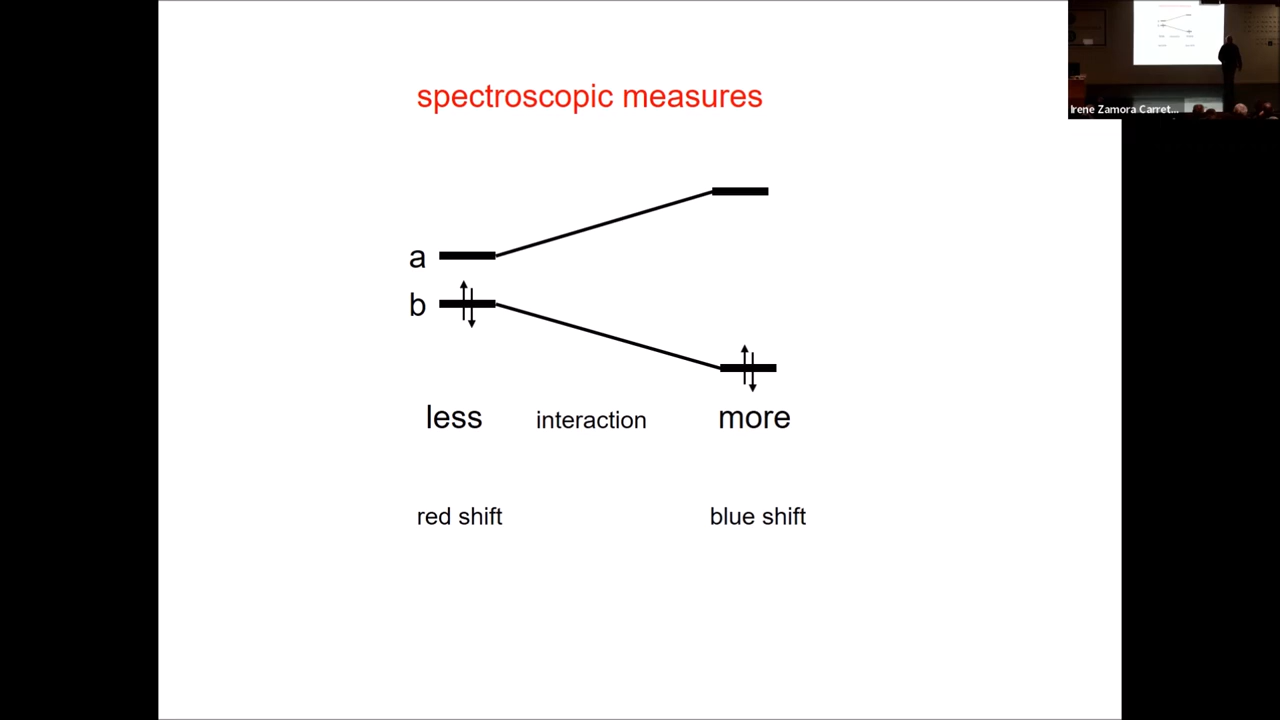 spectroscopic measures
Irene Zamora Carret...
a
b
less interaction more
red shift blue shift